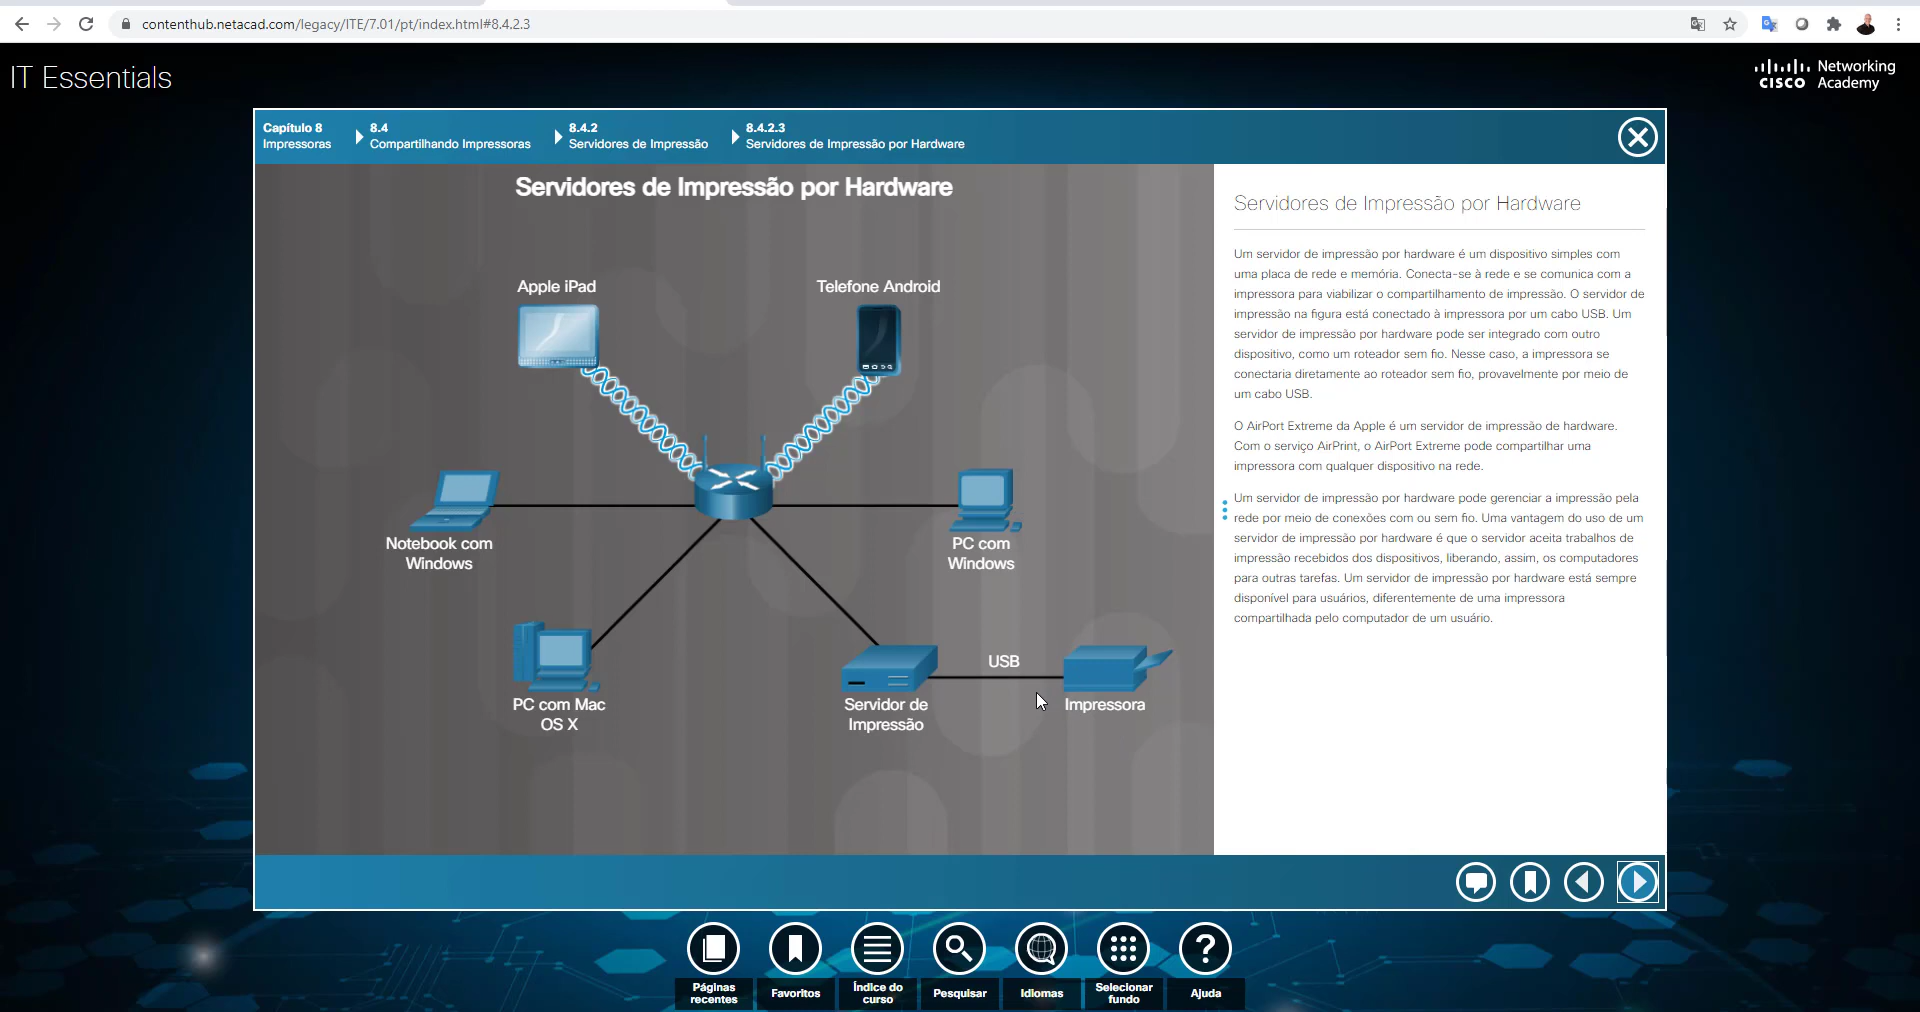 contenthub.netacad.com/legacy/ITE/7.01/pt/index.html#8.4.2.3
IT Essentials
CISCO Networking Academy
Capítulo 8
Impressoras
8.4
Compartilhando Impressoras
8.4.2
Servidores de Impressão
8.4.2.3
Servidores de Impressão por Hardware
Servidores de Impressão por Hardware
Apple iPad
Telefone Android
Notebook com
Windows
PC com
Windows
PC com Mac
OS X
Servidor de
Impressão
USB
Impressora
Servidores de Impressão por Hardware
Um servidor de impressão por hardware é um dispositivo simples com
uma placa de rede e memória. Conecta-se à rede e se comunica com a
impressora para viabilizar o compartilhamento de impressão. O servidor de
impressão na figura está conectado à impressora por um cabo USB. Um
servidor de impressão por hardware pode ser integrado com outro
dispositivo, como um roteador sem fio. Nesse caso, a impressora se
conectaria diretamente ao roteador sem fio, provavelmente por meio de
um cabo USB.
O AirPort Extreme da Apple é um servidor de impressão de hardware.
Com o serviço AirPrint, o AirPort Extreme pode compartilhar uma
impressora com qualquer dispositivo na rede.
Um servidor de impressão por hardware pode gerenciar a impressão pela
rede por meio de conexões com ou sem fio. Uma vantagem do uso de um
servidor de impressão por hardware é que o servidor aceita trabalhos de
impressão recebidos dos dispositivos, liberando, assim, os computadores
para outras tarefas. Um servidor de impressão por hardware está sempre
disponível para usuários, diferentemente de uma impressora
compartilhada pelo computador de um usuário.
Páginas
recentes
Favoritos
Índice do
curso
Pesquisar
Idiomas
Selecionar
fundo
?
Ajuda